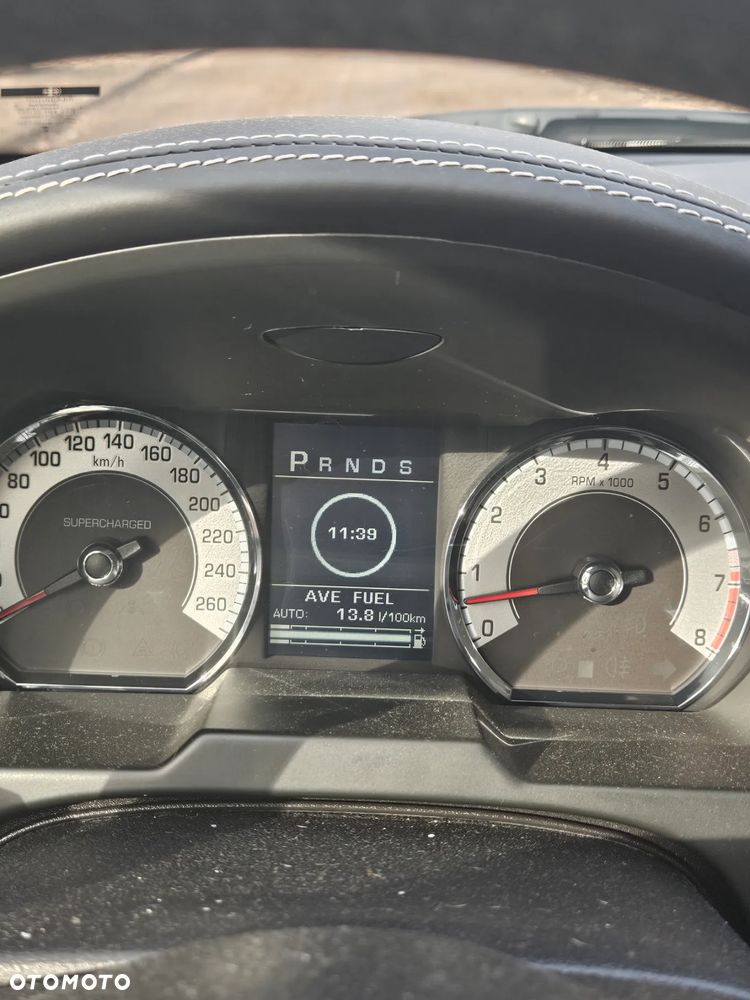 80 100 120 140 160 180 200 220 240 260
km/h
SUPERCHARGED
P R N D S
11:39
AVE FUEL
AUTO: 13.8 l/100km
0 1 2 3 4 5 6 7 8
RPM x 1000
OTOMOTO